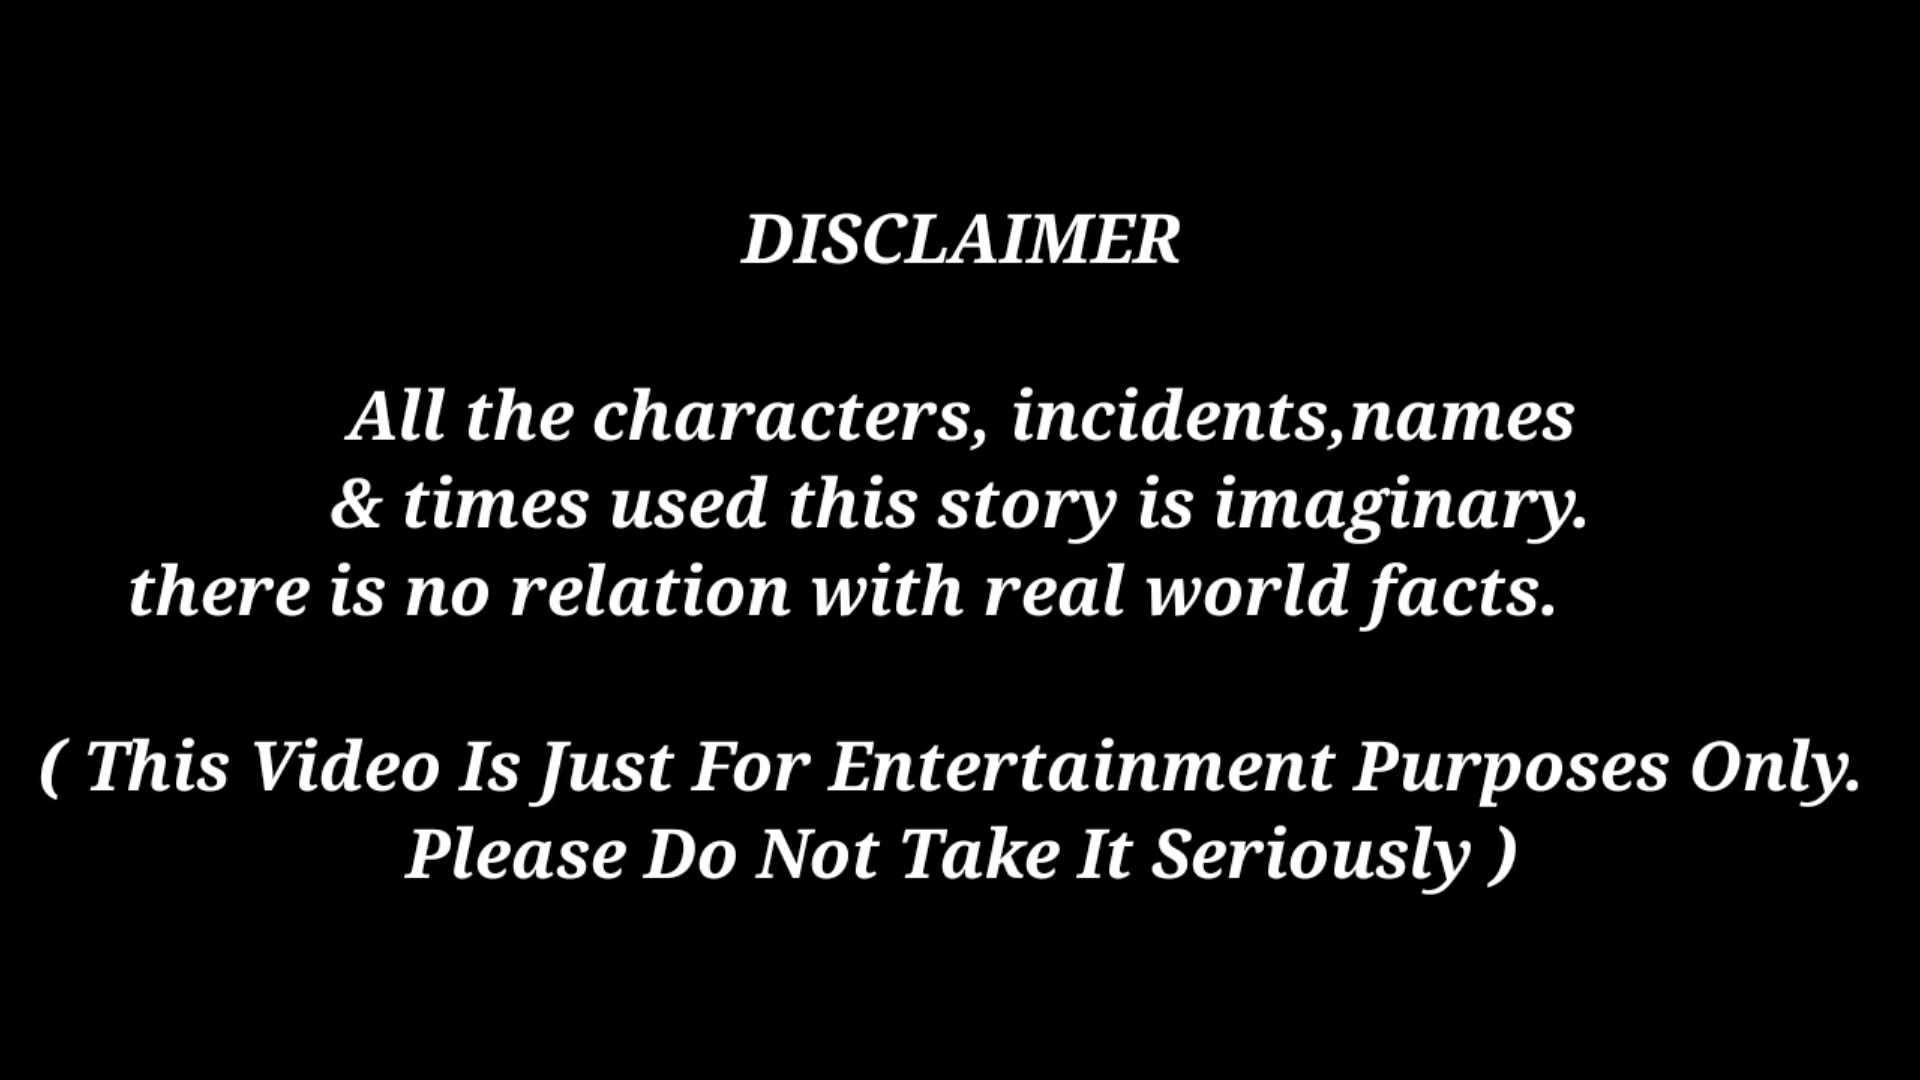 DISCLAIMER
All the characters, incidents,names
& times used this story is imaginary.
there is no relation with real world facts.
( This Video Is Just For Entertainment Purposes Only.
Please Do Not Take It Seriously )